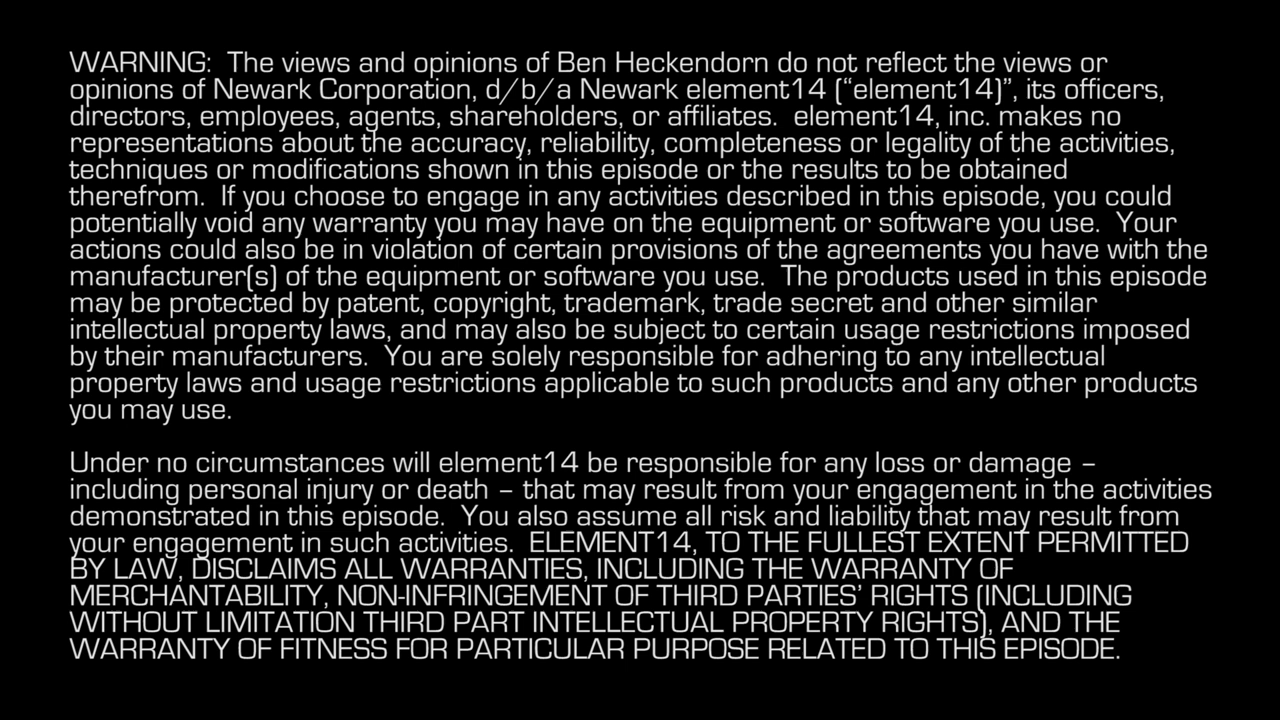 WARNING:  The views and opinions of Ben Heckendorn do not reflect the views or
opinions of Newark Corporation, d/b/a Newark element14 (“element14)”, its officers,
directors, employees, agents, shareholders, or affiliates.  element14, inc. makes no
representations about the accuracy, reliability, completeness or legality of the activities,
techniques or modifications shown in this episode or the results to be obtained
therefrom.  If you choose to engage in any activities described in this episode, you could
potentially void any warranty you may have on the equipment or software you use.  Your
actions could also be in violation of certain provisions of the agreements you have with the
manufacturer(s) of the equipment or software you use.  The products used in this episode
may be protected by patent, copyright, trademark, trade secret and other similar
intellectual property laws, and may also be subject to certain usage restrictions imposed
by their manufacturers.  You are solely responsible for adhering to any intellectual
property laws and usage restrictions applicable to such products and any other products
you may use.
Under no circumstances will element14 be responsible for any loss or damage –
including personal injury or death – that may result from your engagement in the activities
demonstrated in this episode.  You also assume all risk and liability that may result from
your engagement in such activities.  ELEMENT14, TO THE FULLEST EXTENT PERMITTED
BY LAW, DISCLAIMS ALL WARRANTIES, INCLUDING THE WARRANTY OF
MERCHANTABILITY, NON-INFRINGEMENT OF THIRD PARTIES’ RIGHTS (INCLUDING
WITHOUT LIMITATION THIRD PART INTELLECTUAL PROPERTY RIGHTS), AND THE
WARRANTY OF FITNESS FOR PARTICULAR PURPOSE RELATED TO THIS EPISODE.